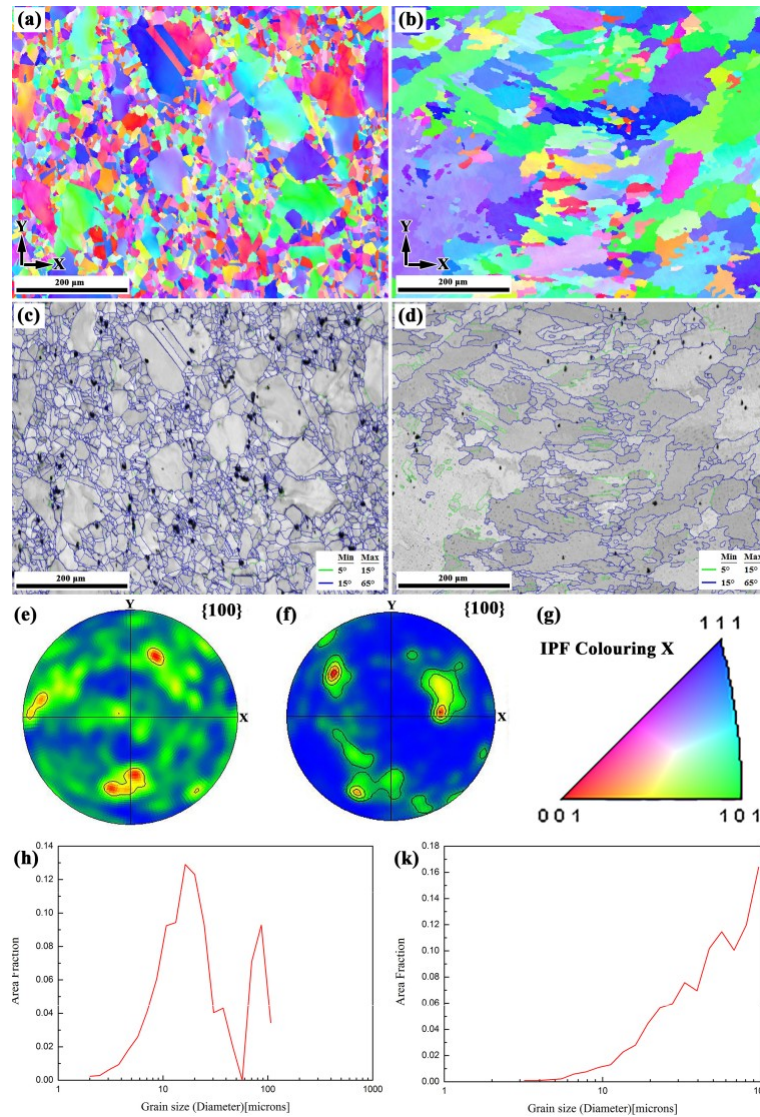 (a)
(b)
Y
X
200 µm
Y
X
200 µm
(c)
(d)
Min Max
5° 15°
15° 65°
200 µm
Min Max
5° 15°
15° 65°
200 µm
(e)
Y
{100}
X
(f)
Y
{100}
X
(g)
IPF Colouring X
1 1 1
0 0 1
1 0 1
(h)
0.14
0.12
0.10
0.08
0.06
0.04
0.02
0.00
Area Fraction
1
10
100
1000
Grain size (Diameter)[microns]
(k)
0.18
0.16
0.14
0.12
0.10
0.08
0.06
0.04
0.02
0.00
Area Fraction
1
10
Grain size (Diameter)[microns]